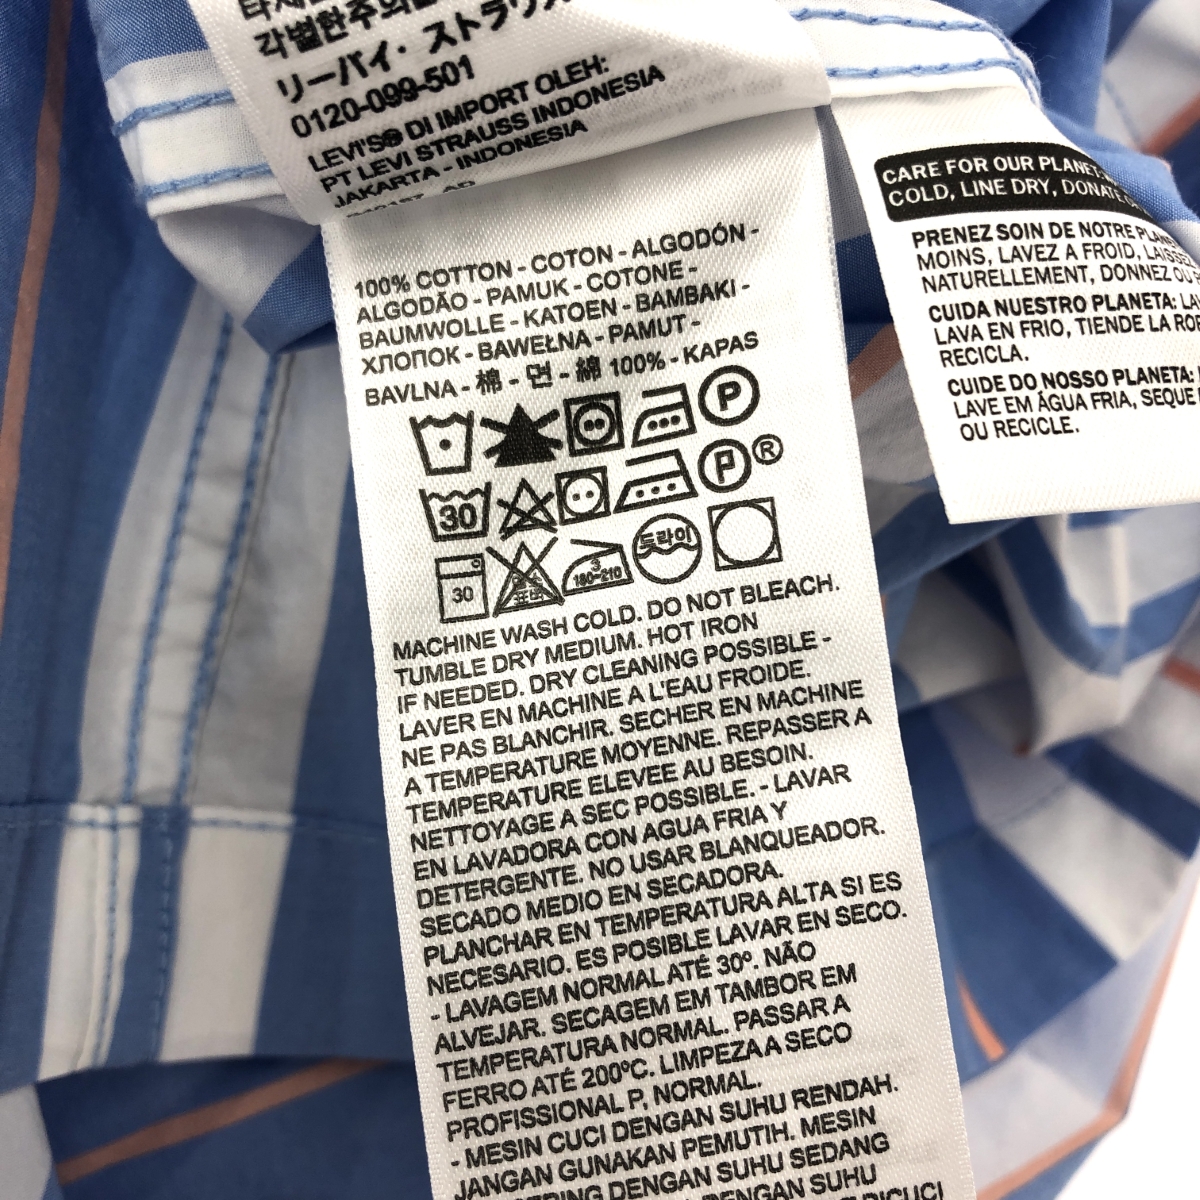 각별한주의
リーバイ・ストラウス
0120-099-501
LEVI'S® DI IMPORT OLEH:
PT LEVI STRAUSS INDONESIA
JAKARTA - INDONESIA
100% COTTON - COTON - ALGODÓN -
ALGODÃO - PAMUK - COTONE -
BAUMWOLLE - KATOEN - BAMBAKI -
ХЛОПОК - BAWEŁNA - PAMUT -
BAVLNA - 棉 - 면 - 綿 100% - KAPAS
P
30
P®
30
3
180-210
드라이
MACHINE WASH COLD. DO NOT BLEACH.
TUMBLE DRY MEDIUM. HOT IRON
IF NEEDED. DRY CLEANING POSSIBLE -
LAVER EN MACHINE A L'EAU FROIDE.
NE PAS BLANCHIR. SECHER EN MACHINE
A TEMPERATURE MOYENNE. REPASSER A
TEMPERATURE ELEVEE AU BESOIN.
NETTOYAGE A SEC POSSIBLE. - LAVAR
EN LAVADORA CON AGUA FRIA Y
DETERGENTE. NO USAR BLANQUEADOR.
SECADO MEDIO EN SECADORA.
PLANCHAR EN TEMPERATURA ALTA SI ES
NECESARIO. ES POSIBLE LAVAR EN SECO.
- LAVAGEM NORMAL ATÉ 30º. NÃO
ALVEJAR. SECAGEM EM TAMBOR EM
TEMPERATURA NORMAL. PASSAR A
FERRO ATÉ 200ºC. LIMPEZA A SECO
PROFISSIONAL P, NORMAL.
- MESIN CUCI DENGAN SUHU RENDAH.
JANGAN GUNAKAN PEMUTIH. MESIN
DENGAN SUHU SEDANG
DENGAN SUHU
DICUCI
CARE FOR OUR PLANET:
COLD, LINE DRY, DONATE
PRENEZ SOIN DE NOTRE
MOINS, LAVEZ A FROID,
NATURELLEMENT, DONNEZ
CUIDA NUESTRO PLANETA:
LAVA EN FRIO, TIENDE LA
RECICLA.
CUIDE DO NOSSO PLANETA:
LAVE EM ÁGUA FRIA, SEQUE
OU RECICLE.